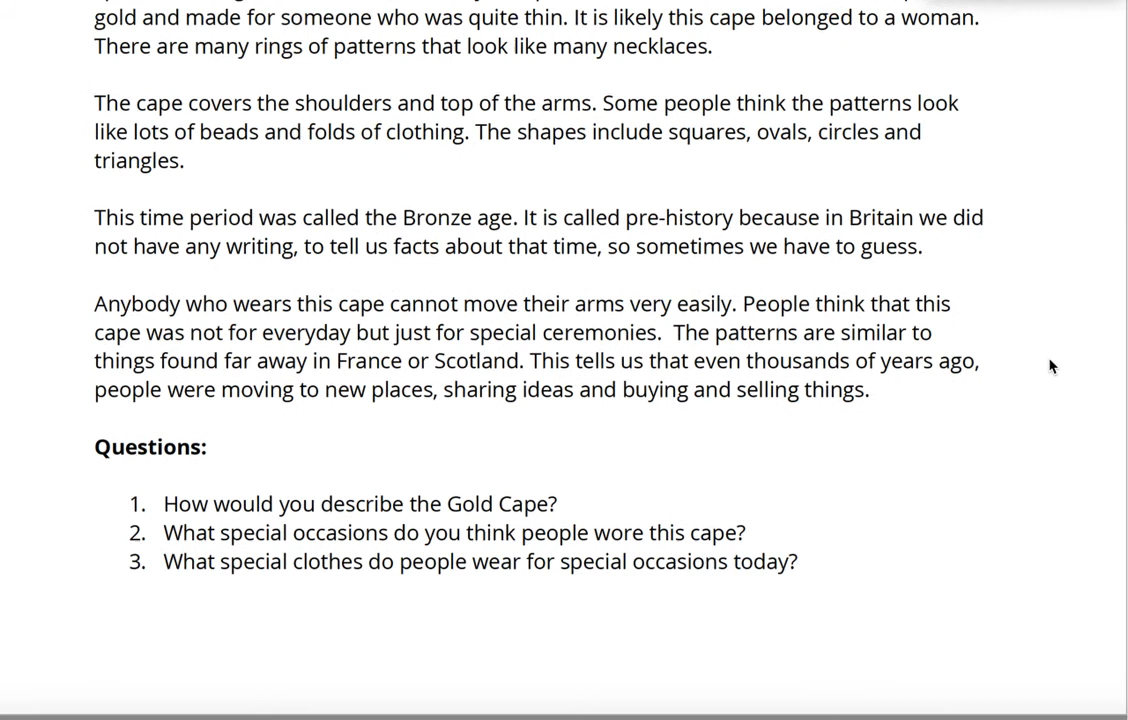 gold and made for someone who was quite thin. It is likely this cape belonged to a woman.
There are many rings of patterns that look like many necklaces.
The cape covers the shoulders and top of the arms. Some people think the patterns look
like lots of beads and folds of clothing. The shapes include squares, ovals, circles and
triangles.
This time period was called the Bronze age. It is called pre-history because in Britain we did
not have any writing, to tell us facts about that time, so sometimes we have to guess.
Anybody who wears this cape cannot move their arms very easily. People think that this
cape was not for everyday but just for special ceremonies.  The patterns are similar to
things found far away in France or Scotland. This tells us that even thousands of years ago,
people were moving to new places, sharing ideas and buying and selling things.
Questions:
1. How would you describe the Gold Cape?
2. What special occasions do you think people wore this cape?
3. What special clothes do people wear for special occasions today?